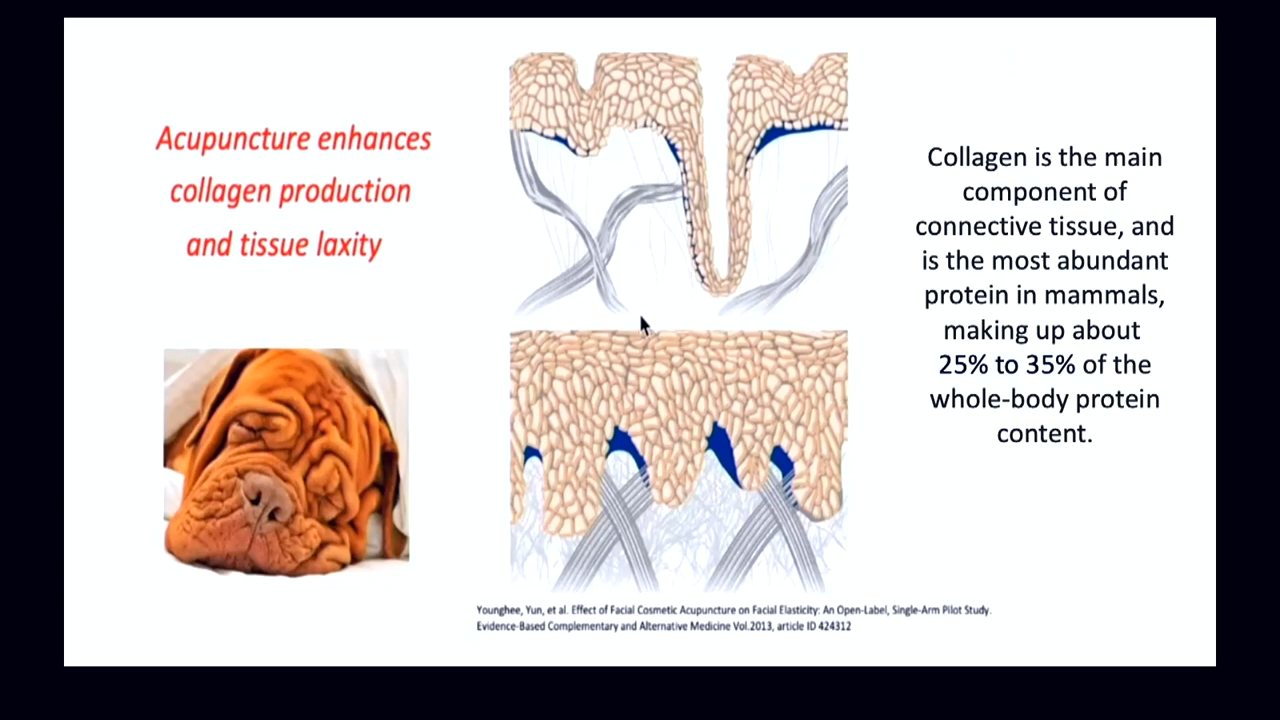 Acupuncture enhances
collagen production
and tissue laxity
Collagen is the main
component of
connective tissue, and
is the most abundant
protein in mammals,
making up about
25% to 35% of the
whole-body protein
content.
Younghee, Yun, et al. Effect of Facial Cosmetic Acupuncture on Facial Elasticity: An Open-Label, Single-Arm Pilot Study.
Evidence-Based Complementary and Alternative Medicine Vol.2013, article ID 424312